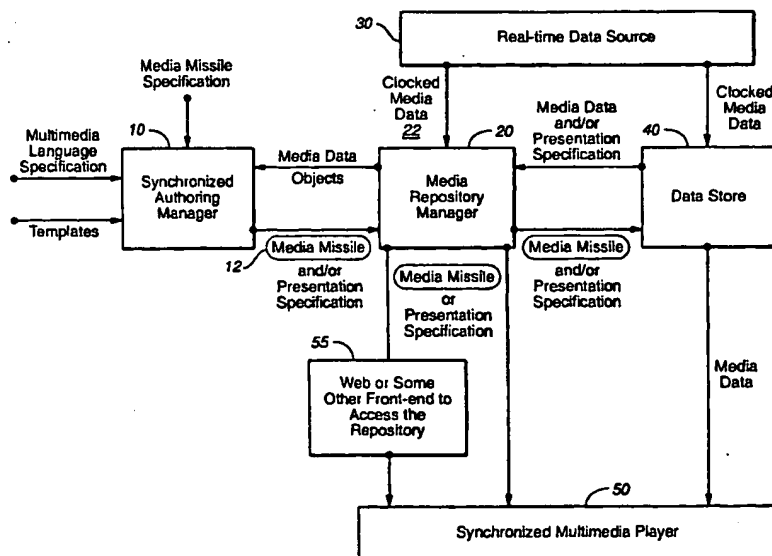 30
Real-time Data Source
Media Missile
Specification
Clocked
Media
Data
22
Clocked
Media
Data
Multimedia
Language
Specification
10
Synchronized
Authoring
Manager
Templates
Media Data
Objects
20
Media
Repository
Manager
Media Data
and/or
Presentation
Specification
40
Data Store
12
Media Missile
and/or
Presentation
Specification
Media Missile
or
Presentation
Specification
Media Missile
and/or
Presentation
Specification
55
Web or Some
Other Front-end to
Access the
Repository
Media
Data
50
Synchronized Multimedia Player